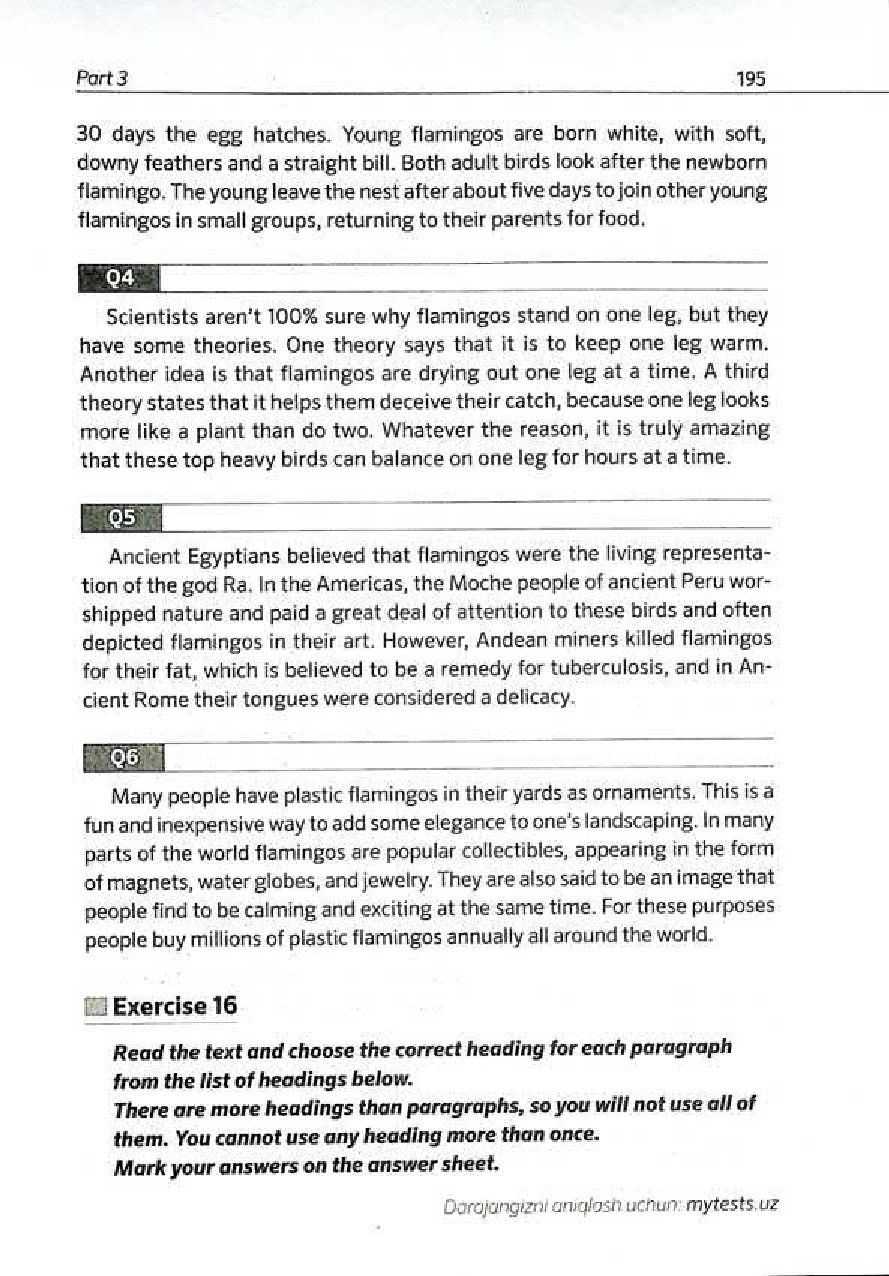 Part 3
195
30 days the egg hatches. Young flamingos are born white, with soft,
downy feathers and a straight bill. Both adult birds look after the newborn
flamingo. The young leave the nest after about five days to join other young
flamingos in small groups, returning to their parents for food.
Q4
Scientists aren't 100% sure why flamingos stand on one leg, but they
have some theories. One theory says that it is to keep one leg warm.
Another idea is that flamingos are drying out one leg at a time. A third
theory states that it helps them deceive their catch, because one leg looks
more like a plant than do two. Whatever the reason, it is truly amazing
that these top heavy birds can balance on one leg for hours at a time.
Q5
Ancient Egyptians believed that flamingos were the living representa-
tion of the god Ra. In the Americas, the Moche people of ancient Peru wor-
shipped nature and paid a great deal of attention to these birds and often
depicted flamingos in their art. However, Andean miners killed flamingos
for their fat, which is believed to be a remedy for tuberculosis, and in An-
cient Rome their tongues were considered a delicacy.
Q6
Many people have plastic flamingos in their yards as ornaments. This is a
fun and inexpensive way to add some elegance to one's landscaping. In many
parts of the world flamingos are popular collectibles, appearing in the form
of magnets, water globes, and jewelry. They are also said to be an image that
people find to be calming and exciting at the same time. For these purposes
people buy millions of plastic flamingos annually all around the world.
Exercise 16
Read the text and choose the correct heading for each paragraph
from the list of headings below.
There are more headings than paragraphs, so you will not use all of
them. You cannot use any heading more than once.
Mark your answers on the answer sheet.
Darajangizni aniqlash uchun: mytests.uz